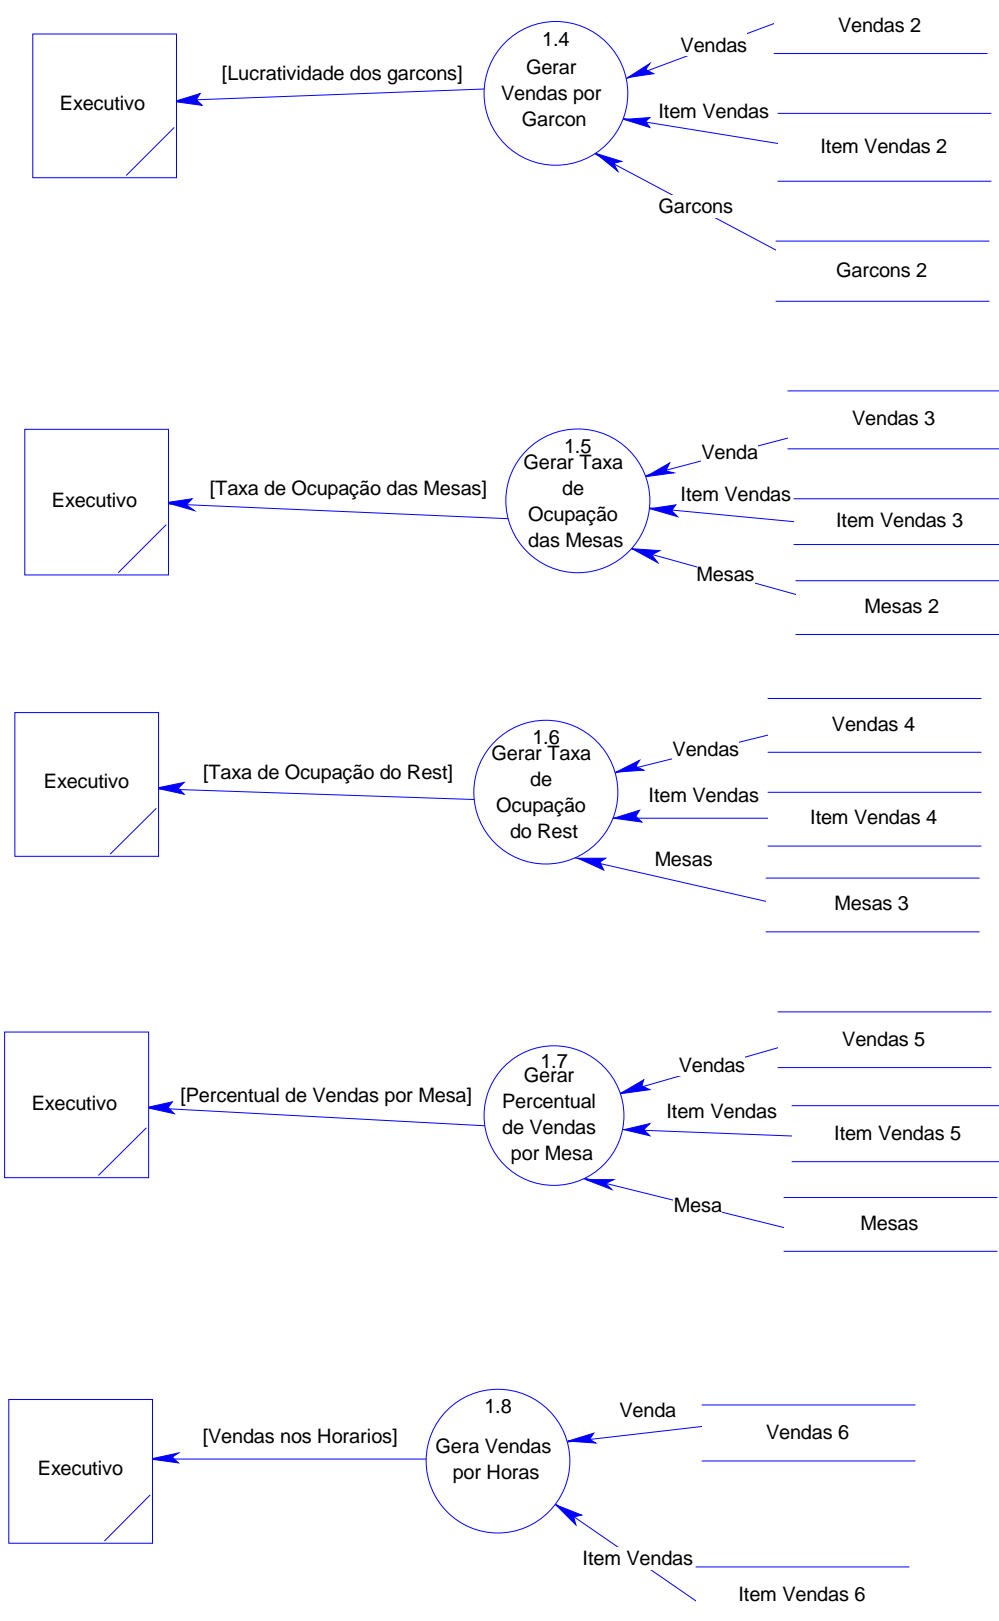 Vendas 2
1.4
Vendas
Gerar
[Lucratividade dos garcons]
Vendas por
Executivo
Garcon
Item Vendas
Item Vendas 2
Garcons
Garcons 2
Vendas 3
1.5
Venda
Gerar Taxa
[Taxa de Ocupação das Mesas]
de
Item Vendas
Executivo
Ocupação
Item Vendas 3
das Mesas
Mesas
Mesas 2
Vendas 4
1.6
Vendas
Gerar Taxa
[Taxa de Ocupação do Rest]
de
Executivo
Item Vendas
Ocupação
Item Vendas 4
do Rest
Mesas
Mesas 3
Vendas 5
1.7
Vendas
Gerar
[Percentual de Vendas por Mesa]
Percentual
Executivo
Item Vendas
de Vendas
Item Vendas 5
por Mesa
Mesa
Mesas
1.8
Venda
[Vendas nos Horarios]
Vendas 6
Gera Vendas
Executivo
por Horas
Item Vendas
Item Vendas 6